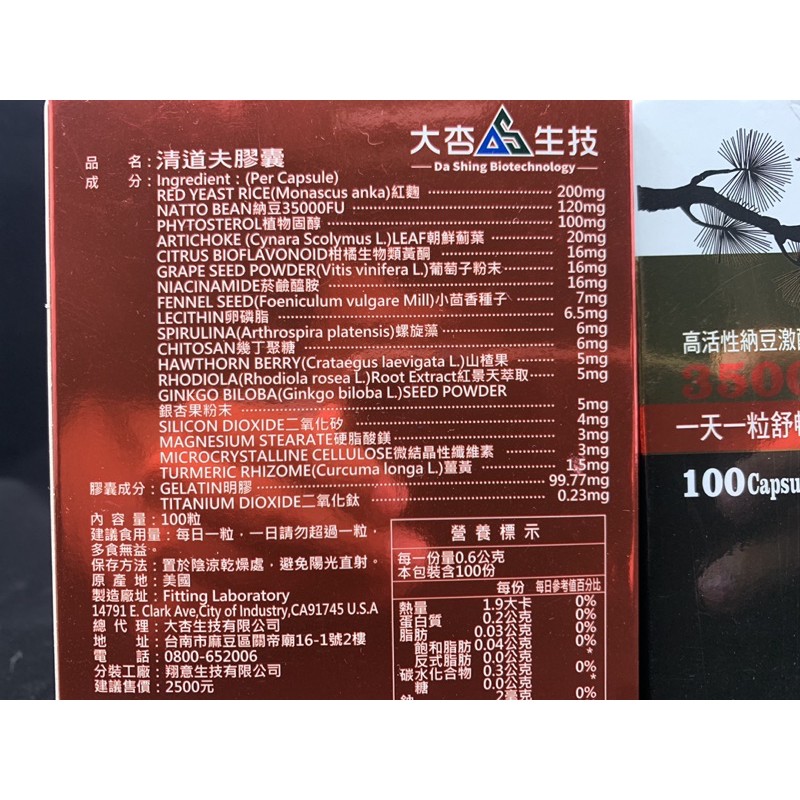 大杏生技
Da Shing Biotechnology
品 名：清道夫膠囊
成 分：Ingredient：(Per Capsule)
RED YEAST RICE(Monascus anka)紅麴 200mg
NATTO BEAN納豆35000FU 120mg
PHYTOSTEROL植物固醇 100mg
ARTICHOKE (Cynara Scolymus L.)LEAF朝鮮薊葉 20mg
CITRUS BIOFLAVONOID柑橘生物類黃酮 16mg
GRAPE SEED POWDER(Vitis vinifera L.)葡萄子粉末 16mg
NIACINAMIDE菸鹼醯胺 16mg
FENNEL SEED(Foeniculum vulgare Mill)小茴香種子 7mg
LECITHIN卵磷脂 6.5mg
SPIRULINA(Arthrospira platensis)螺旋藻 6mg
CHITOSAN幾丁聚糖 6mg
HAWTHORN BERRY(Crataegus laevigata L.)山楂果 5mg
RHODIOLA(Rhodiola rosea L.)Root Extract紅景天萃取 5mg
GINKGO BILOBA(Ginkgo biloba L.)SEED POWDER
銀杏果粉末 5mg
SILICON DIOXIDE二氧化矽 4mg
MAGNESIUM STEARATE硬脂酸鎂 3mg
MICROCRYSTALLINE CELLULOSE微結晶性纖維素 3mg
TURMERIC RHIZOME(Curcuma longa L.)薑黃 1.5mg
膠囊成分：GELATIN明膠 99.77mg
TITANIUM DIOXIDE二氧化鈦 0.23mg
內 容 量：100粒
建議食用量：每日一粒，一日請勿超過一粒，
多食無益。
保存方法：置於陰涼乾燥處，避免陽光直射。
原 產 地：美國
製造廠址：Fitting Laboratory
14791 E. Clark Ave,City of Industry,CA91745 U.S.A
總 代 理：大杏生技有限公司
地 址：台南市麻豆區關帝廟16-1號2樓
電 話：0800-652006
分裝工廠：翔意生技有限公司
建議售價：2500元
營養標示
每一份量0.6公克
本包裝含100份
每份 每日參考值百分比
熱量 1.9大卡 0%
蛋白質 0.2公克 0%
脂肪 0.03公克 0%
飽和脂肪 0.04公克 0%
反式脂肪 0.0公克 *
碳水化合物 0.3公克 0%
糖 0.0公克 *
鈉 2毫克 0%
高活性納豆激
3500
一天一粒舒
100Capsu